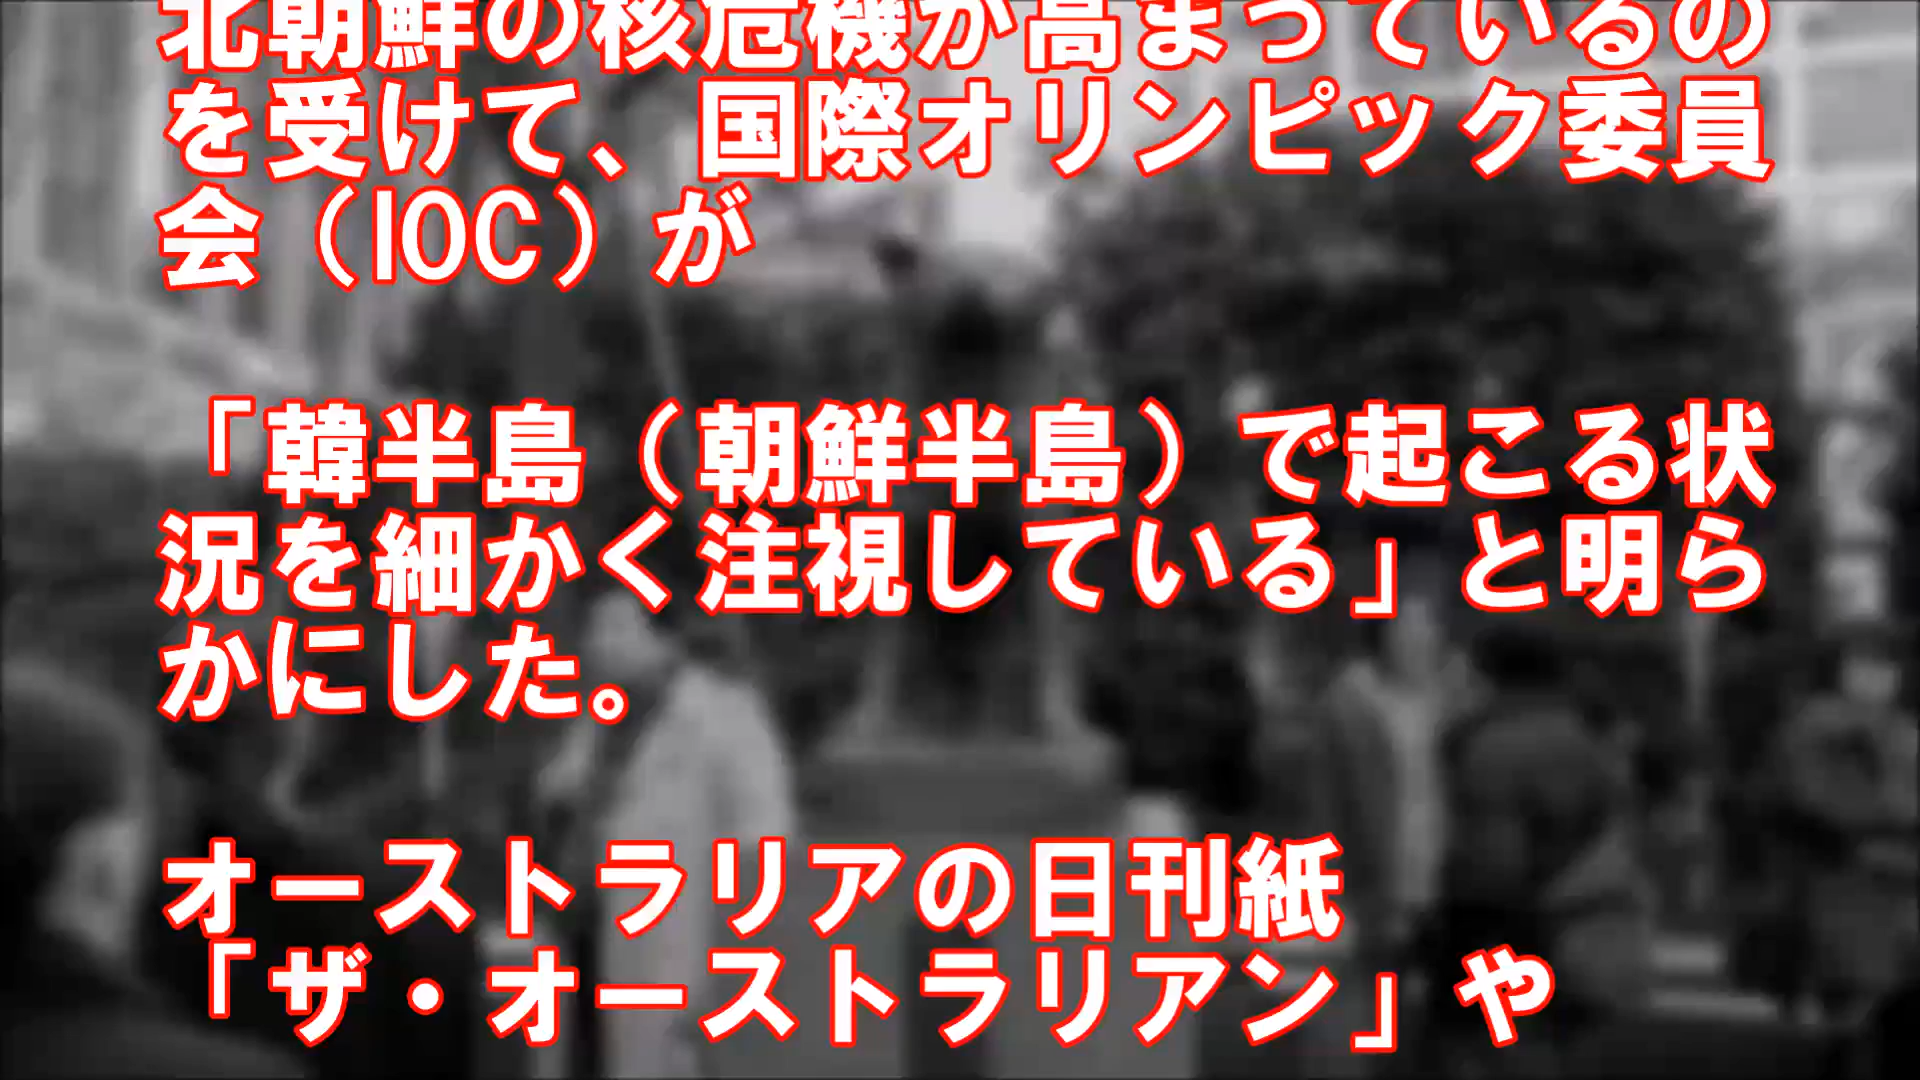 北朝鮮の核危機が高まっているの
を受けて、国際オリンピック委員
会（IOC）が
「韓半島（朝鮮半島）で起こる状
況を細かく注視している」と明ら
かにした。
オーストラリアの日刊紙
「ザ・オーストラリアン」や